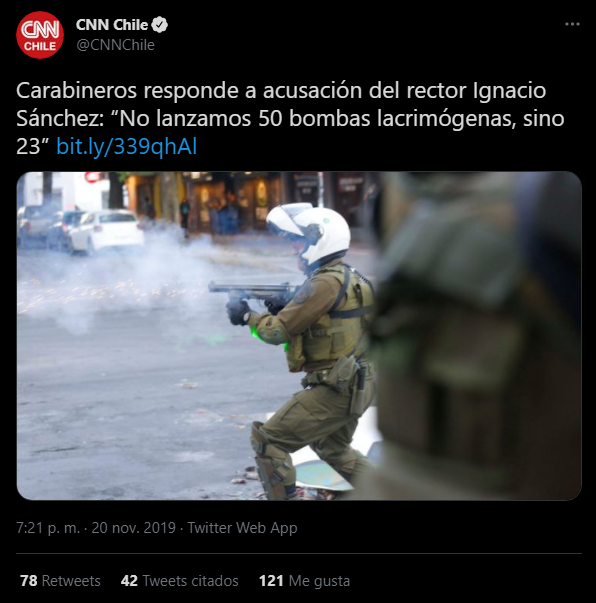 CNN
CHILE
CNN Chile
@CNNChile
Carabineros responde a acusación del rector Ignacio
Sánchez: “No lanzamos 50 bombas lacrimógenas, sino
23” bit.ly/339qhAl
7:21 p. m. · 20 nov. 2019 · Twitter Web App
78 Retweets 42 Tweets citados 121 Me gusta